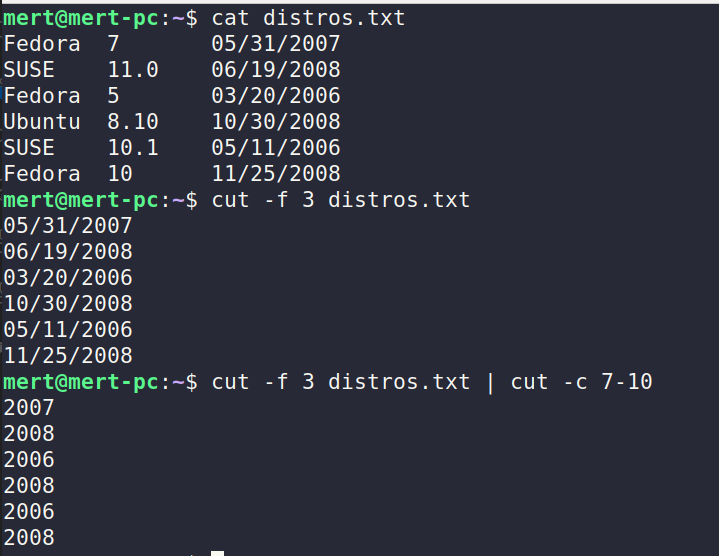 mert@mert-pc:~$ cat distros.txt
Fedora  7       05/31/2007
SUSE    11.0    06/19/2008
Fedora  5       03/20/2006
Ubuntu  8.10    10/30/2008
SUSE    10.1    05/11/2006
Fedora  10      11/25/2008
mert@mert-pc:~$ cut -f 3 distros.txt
05/31/2007
06/19/2008
03/20/2006
10/30/2008
05/11/2006
11/25/2008
mert@mert-pc:~$ cut -f 3 distros.txt | cut -c 7-10
2007
2008
2006
2008
2006
2008